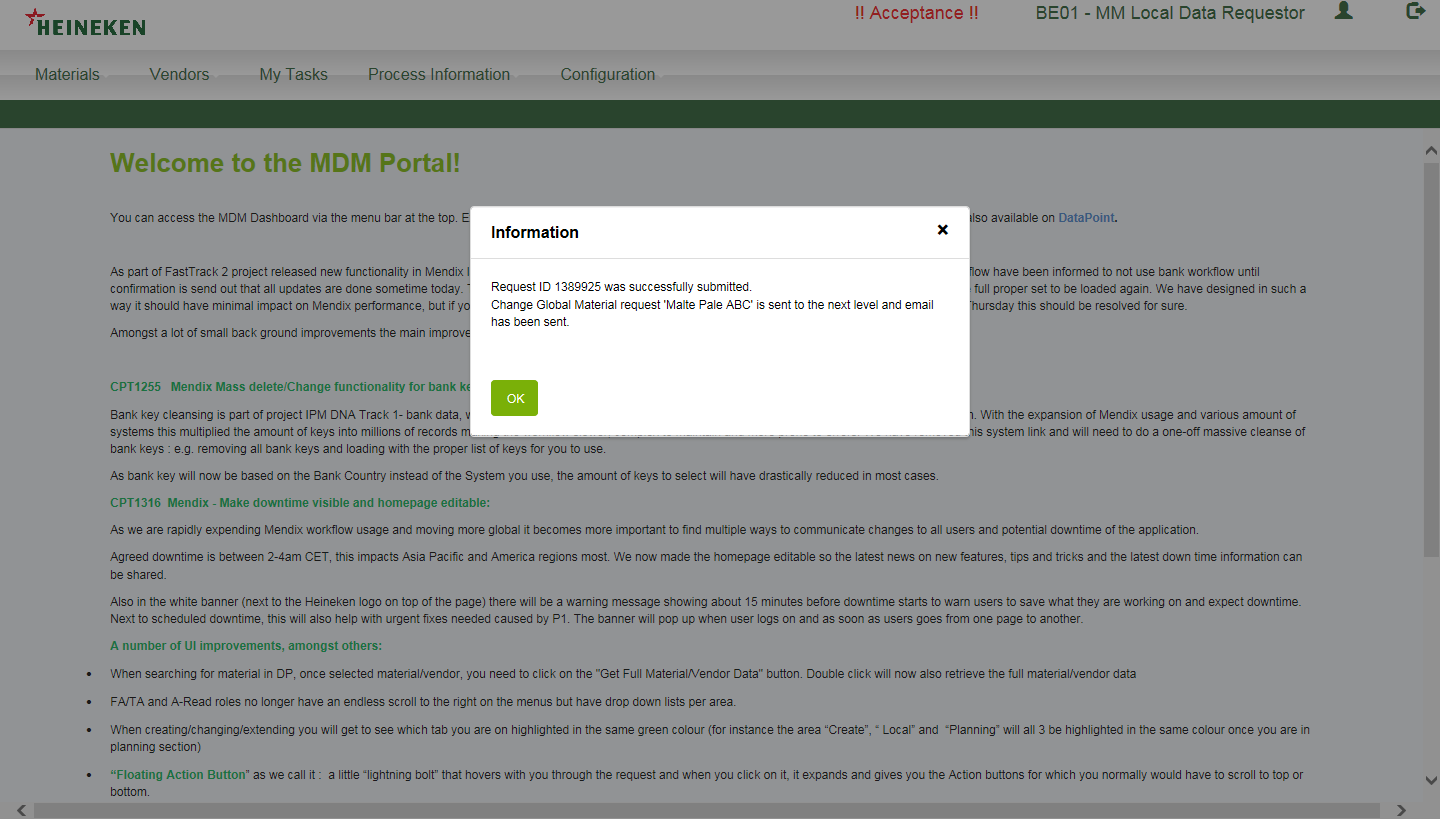 HEINEKEN
!! Acceptance !!
BE01 - MM Local Data Requestor
Materials
Vendors
My Tasks
Process Information
Configuration
Welcome to the MDM Portal!
You can access the MDM Dashboard via the menu bar at the top. E
also available on DataPoint.
Information
×
Request ID 1389925 was successfully submitted.
Change Global Material request 'Malte Pale ABC' is sent to the next level and email
has been sent.
OK
As part of FastTrack 2 project released new functionality in Mendix
flow have been informed to not use bank workflow until
confirmation is send out that all updates are done sometime today.
full proper set to be loaded again. We have designed in such a
way it should have minimal impact on Mendix performance, but if yo
Thursday this should be resolved for sure.
Amongst a lot of small back ground improvements the main improve
CPT1255 Mendix Mass delete/Change functionality for bank ke
Bank key cleansing is part of project IPM DNA Track 1- bank data,
n. With the expansion of Mendix usage and various amount of
systems this multiplied the amount of keys into millions of records
this system link and will need to do a one-off massive cleanse of
bank keys : e.g. removing all bank keys and loading with the proper list of keys for you to use.
As bank key will now be based on the Bank Country instead of the System you use, the amount of keys to select will have drastically reduced in most cases.
CPT1316 Mendix - Make downtime visible and homepage editable:
As we are rapidly expending Mendix workflow usage and moving more global it becomes more important to find multiple ways to communicate changes to all users and potential downtime of the application.
Agreed downtime is between 2-4am CET, this impacts Asia Pacific and America regions most. We now made the homepage editable so the latest news on new features, tips and tricks and the latest down time information can
be shared.
Also in the white banner (next to the Heineken logo on top of the page) there will be a warning message showing about 15 minutes before downtime starts to warn users to save what they are working on and expect downtime.
Next to scheduled downtime, this will also help with urgent fixes needed caused by P1. The banner will pop up when user logs on and as soon as users goes from one page to another.
A number of UI improvements, amongst others:
• When searching for material in DP, once selected material/vendor, you need to click on the "Get Full Material/Vendor Data" button. Double click will now also retrieve the full material/vendor data
• FA/TA and A-Read roles no longer have an endless scroll to the right on the menus but have drop down lists per area.
• When creating/changing/extending you will get to see which tab you are on highlighted in the same green colour (for instance the area “Create”, “ Local” and “Planning” will all 3 be highlighted in the same colour once you are in
planning section)
• “Floating Action Button” as we call it : a little “lightning bolt” that hovers with you through the request and when you click on it, it expands and gives you the Action buttons for which you normally would have to scroll to top or
bottom.